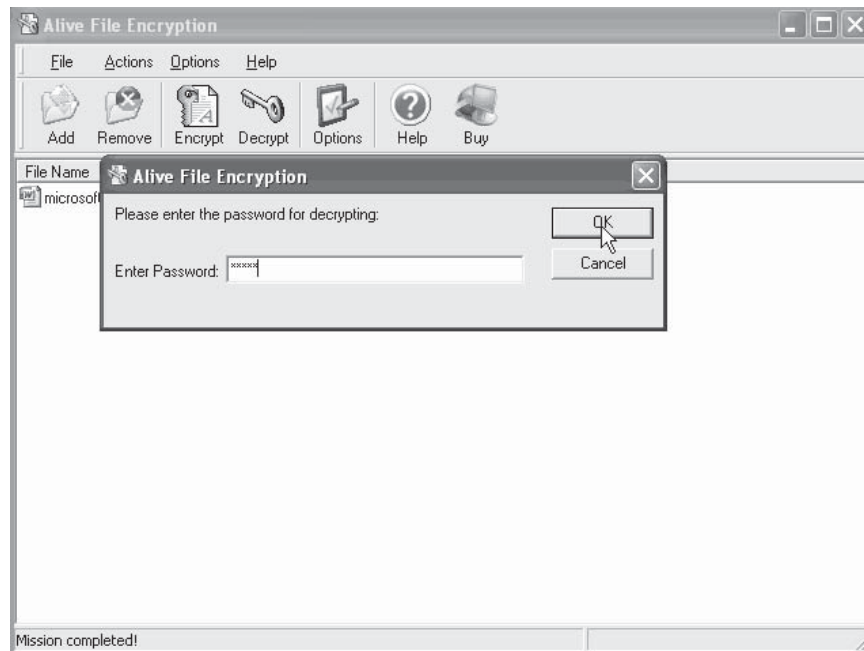 Alive File Encryption
File Actions Options Help
Add Remove Encrypt Decrypt Options Help Buy
File Name
Alive File Encryption
microsof
Please enter the password for decrypting:
OK
Enter Password: *****
Cancel
Mission completed!